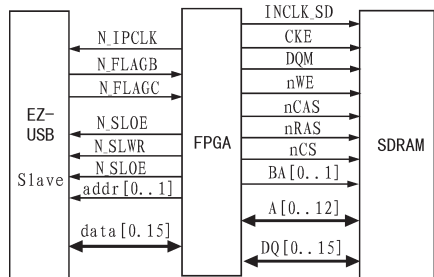 INCLK_SD
CKE
DQM
nWE
nCAS
nRAS
nCS
BA[0..1]
A[0..12]
DQ[0..15]
N_IPCLK
N_FLAGB
N_FLAGC
N_SLOE
N_SLWR
N_SLOE
addr[0..1]
data[0.15]
EZ-
USB
Slave
FPGA
SDRAM